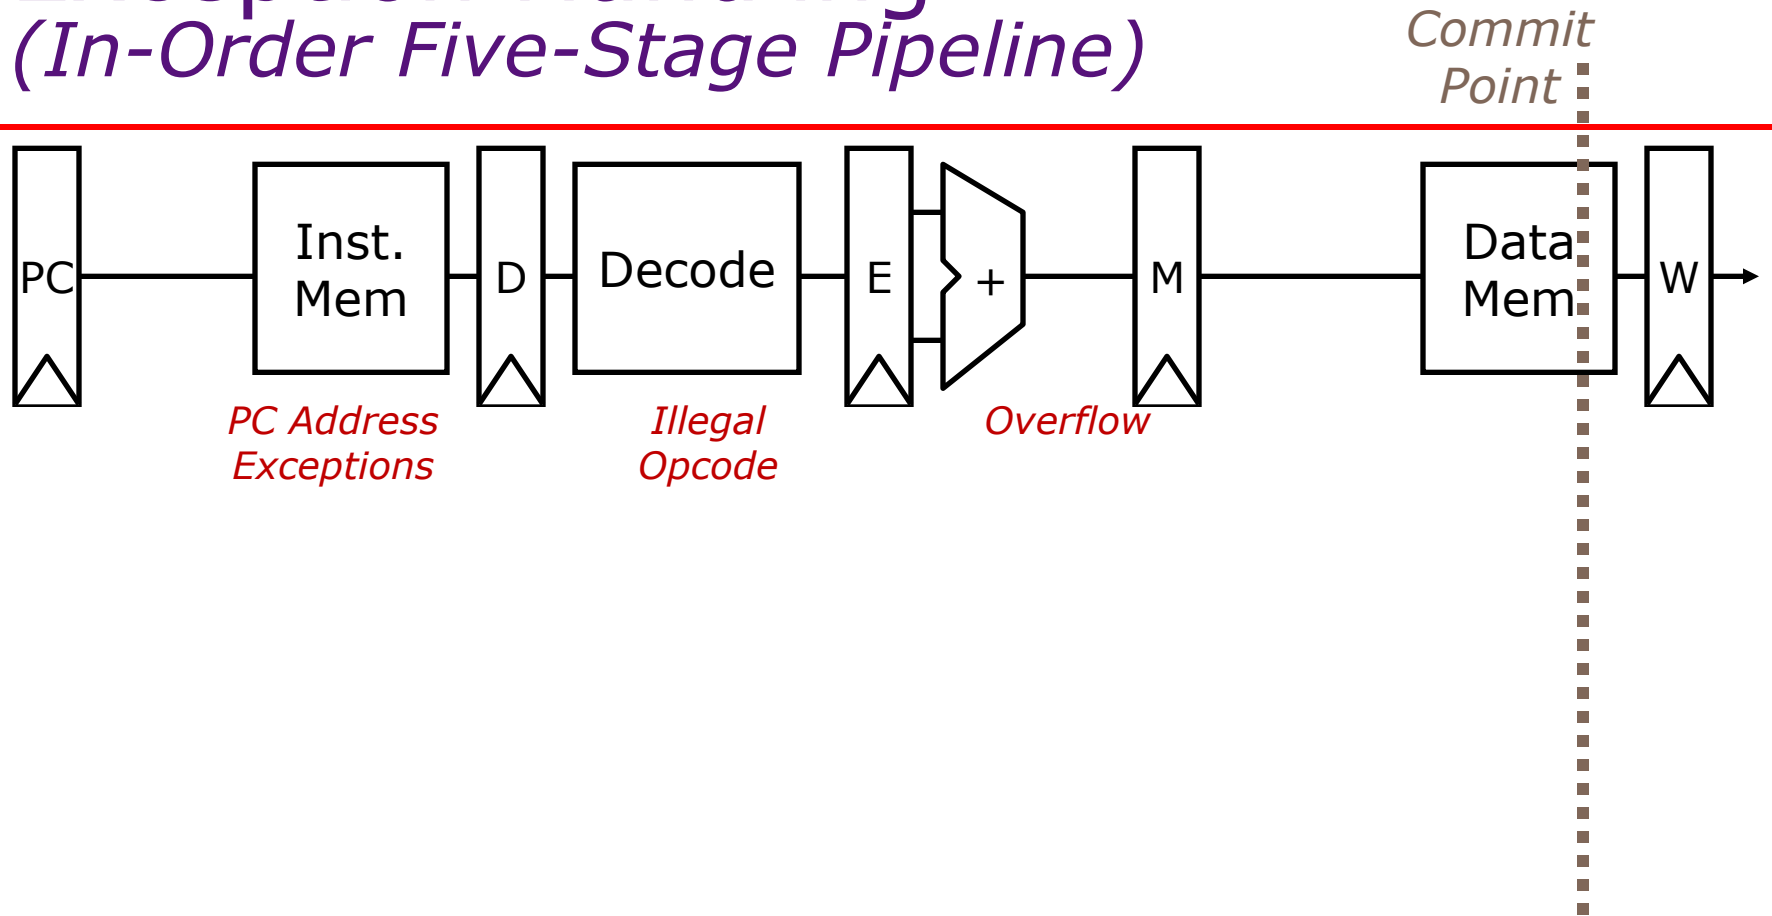 (In-Order Five-Stage Pipeline)
Commit
Point
PC
Inst.
Mem
D
Decode
E
+
M
Data
Mem
W
PC Address
Exceptions
Illegal
Opcode
Overflow